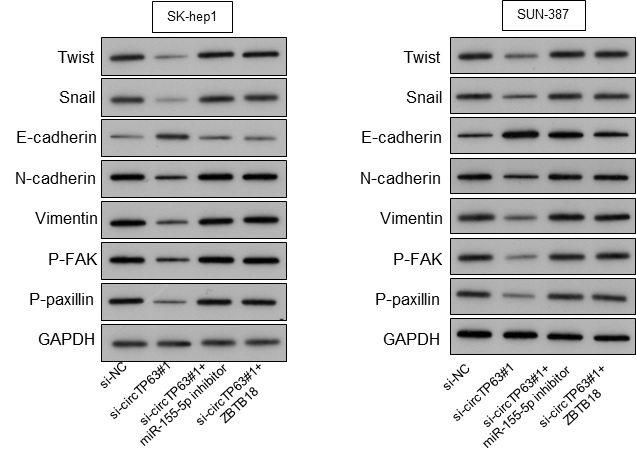 SK-hep1
Twist
Snail
E-cadherin
N-cadherin
Vimentin
P-FAK
P-paxillin
GAPDH
si-NC
si-circTP63#1
si-circTP63#1+
miR-155-5p inhibitor
si-circTP63#1+
ZBTB18
SUN-387
Twist
Snail
E-cadherin
N-cadherin
Vimentin
P-FAK
P-paxillin
GAPDH
si-NC
si-circTP63#1
si-circTP63#1+
miR-155-5p inhibitor
si-circTP63#1+
ZBTB18